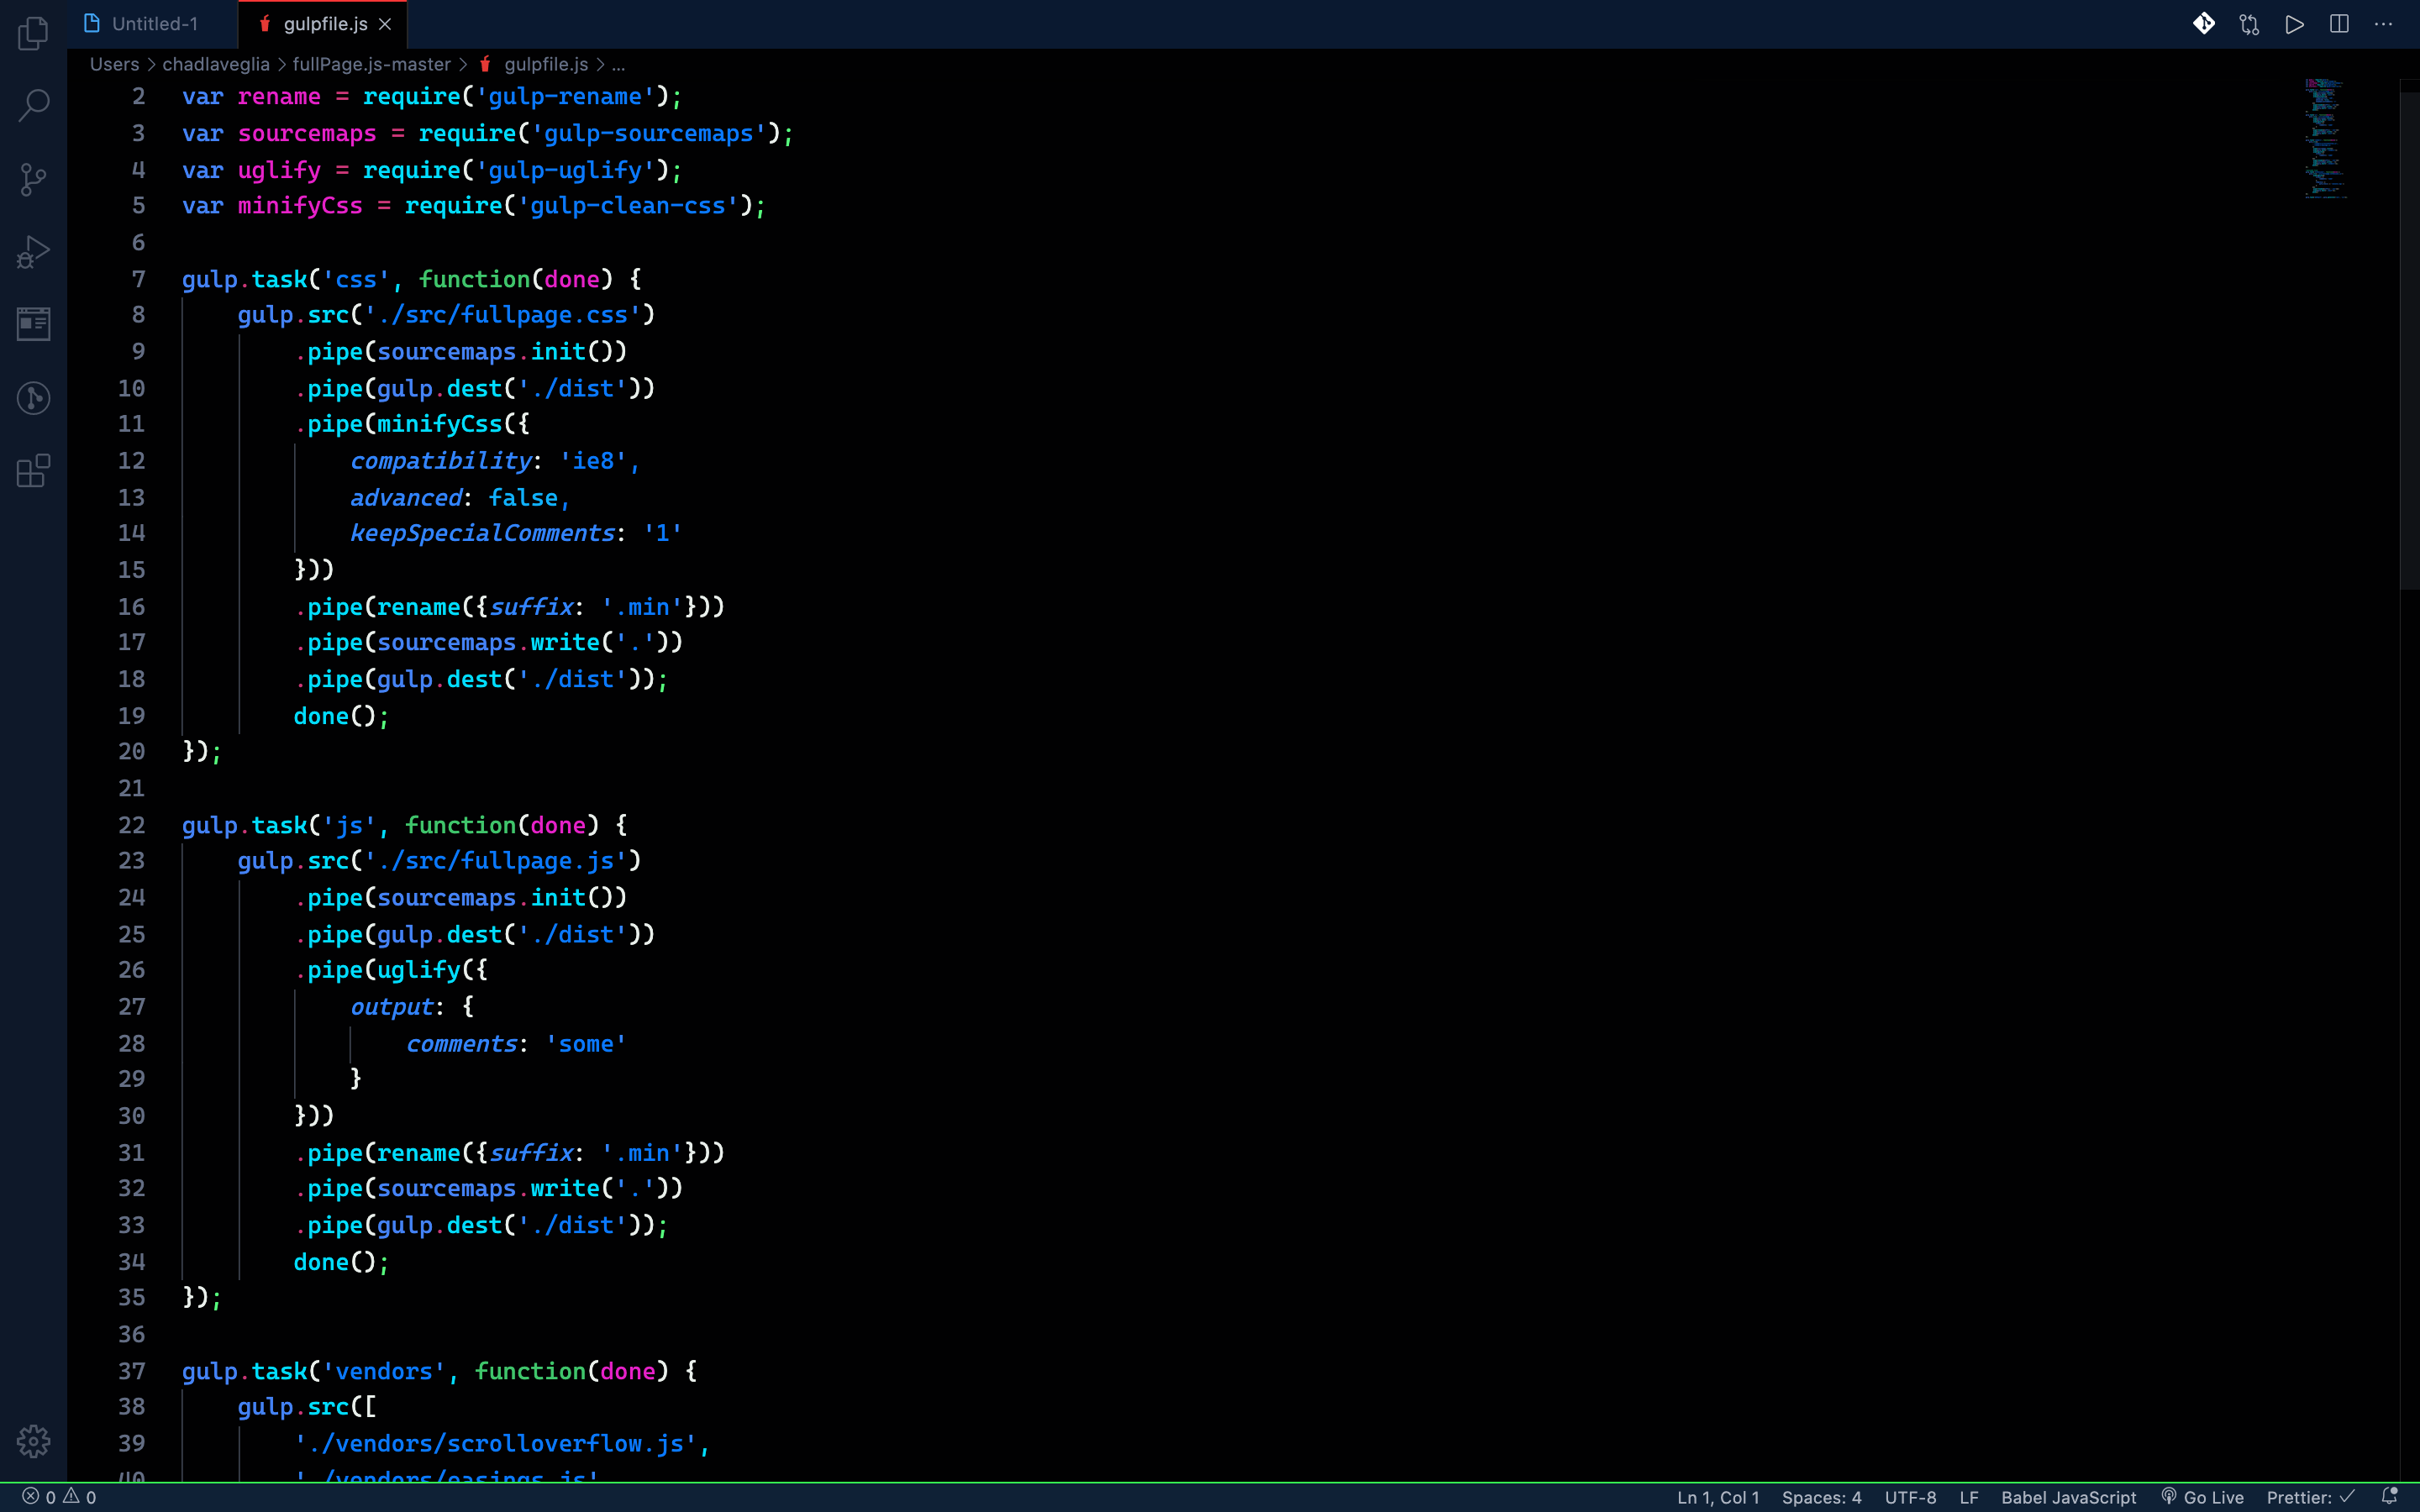 Untitled-1 gulpfile.js
Users > chadlaveglia > fullPage.js-master > gulpfile.js > ...
2 var rename = require('gulp-rename');
3 var sourcemaps = require('gulp-sourcemaps');
4 var uglify = require('gulp-uglify');
5 var minifyCss = require('gulp-clean-css');
6
7 gulp.task('css', function(done) {
8 gulp.src('./src/fullpage.css')
9 .pipe(sourcemaps.init())
10 .pipe(gulp.dest('./dist'))
11 .pipe(minifyCss({
12 compatibility: 'ie8',
13 advanced: false,
14 keepSpecialComments: '1'
15 }))
16 .pipe(rename({suffix: '.min'}))
17 .pipe(sourcemaps.write('.'))
18 .pipe(gulp.dest('./dist'));
19 done();
20 });
21
22 gulp.task('js', function(done) {
23 gulp.src('./src/fullpage.js')
24 .pipe(sourcemaps.init())
25 .pipe(gulp.dest('./dist'))
26 .pipe(uglify({
27 output: {
28 comments: 'some'
29 }
30 }))
31 .pipe(rename({suffix: '.min'}))
32 .pipe(sourcemaps.write('.'))
33 .pipe(gulp.dest('./dist'));
34 done();
35 });
36
37 gulp.task('vendors', function(done) {
38 gulp.src([
39 './vendors/scrolloverflow.js',
40 './vendors/easings.js'
0 0 Ln 1, Col 1 Spaces: 4 UTF-8 LF Babel JavaScript Go Live Prettier: ✓